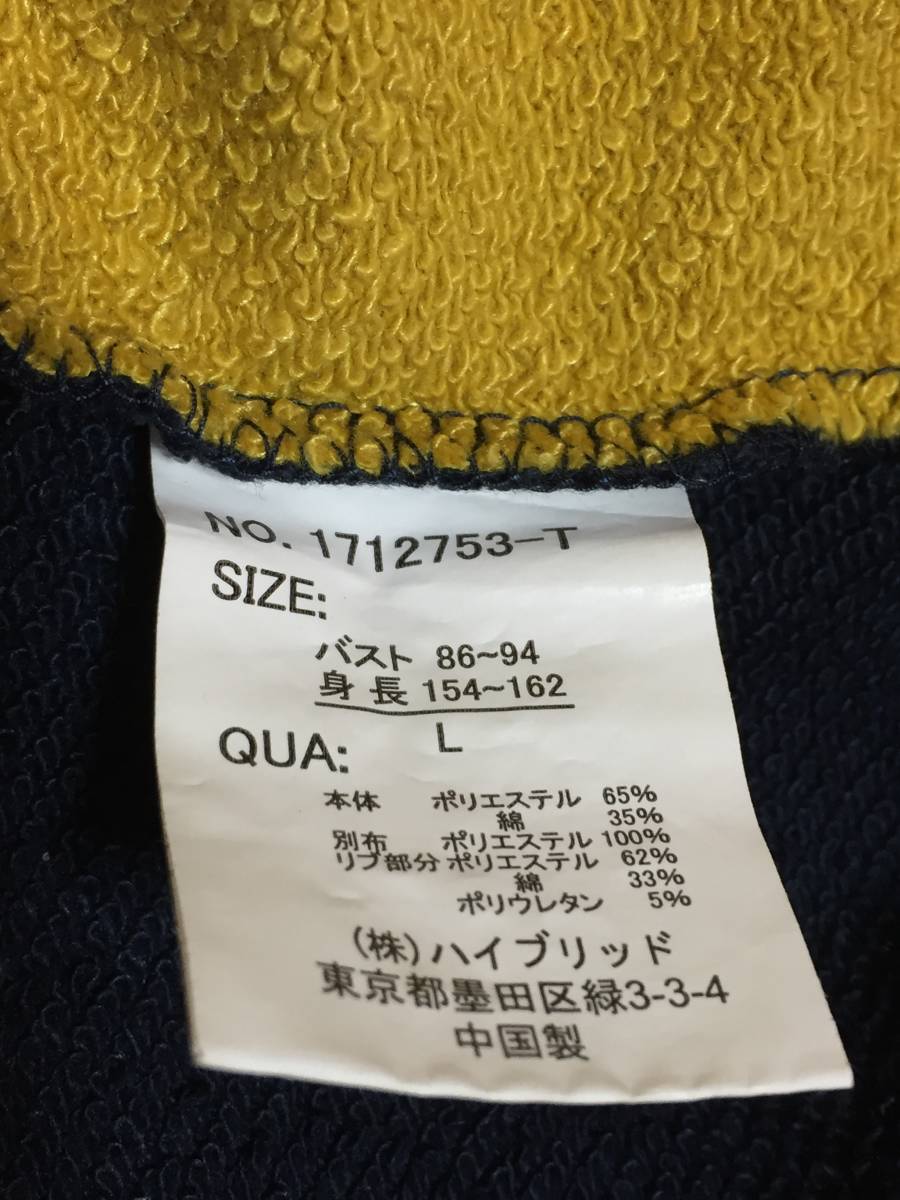 NO. 1712753-T
SIZE:
バスト 86~94
身長 154~162
QUA: L
本体 ポリエステル 65%
綿 35%
別布 ポリエステル 100%
リブ部分 ポリエステル 62%
綿 33%
ポリウレタン 5%
(株)ハイブリッド
東京都墨田区緑3-3-4
中国製